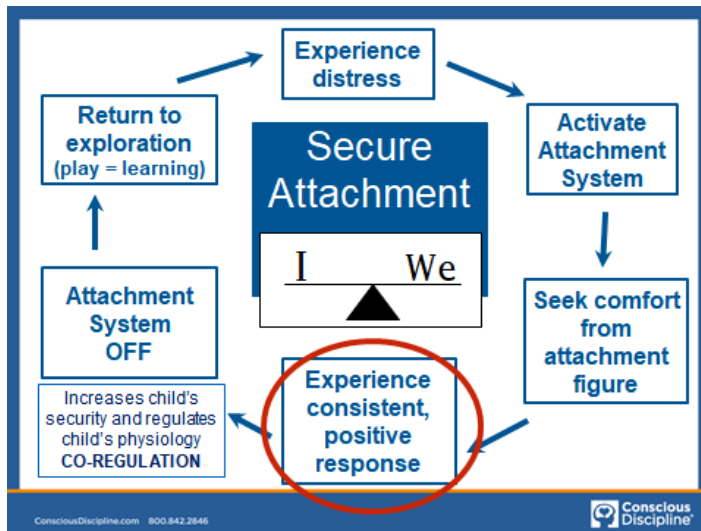 Experience
distress
Activate
Attachment
System
Seek comfort
from
attachment
figure
Experience
consistent,
positive
response
Increases child's
security and regulates
child's physiology
CO-REGULATION
Attachment
System
OFF
Return to
exploration
(play = learning)
Secure
Attachment
I We
ConsciousDiscipline.com 800.842.2846
Conscious
Discipline®